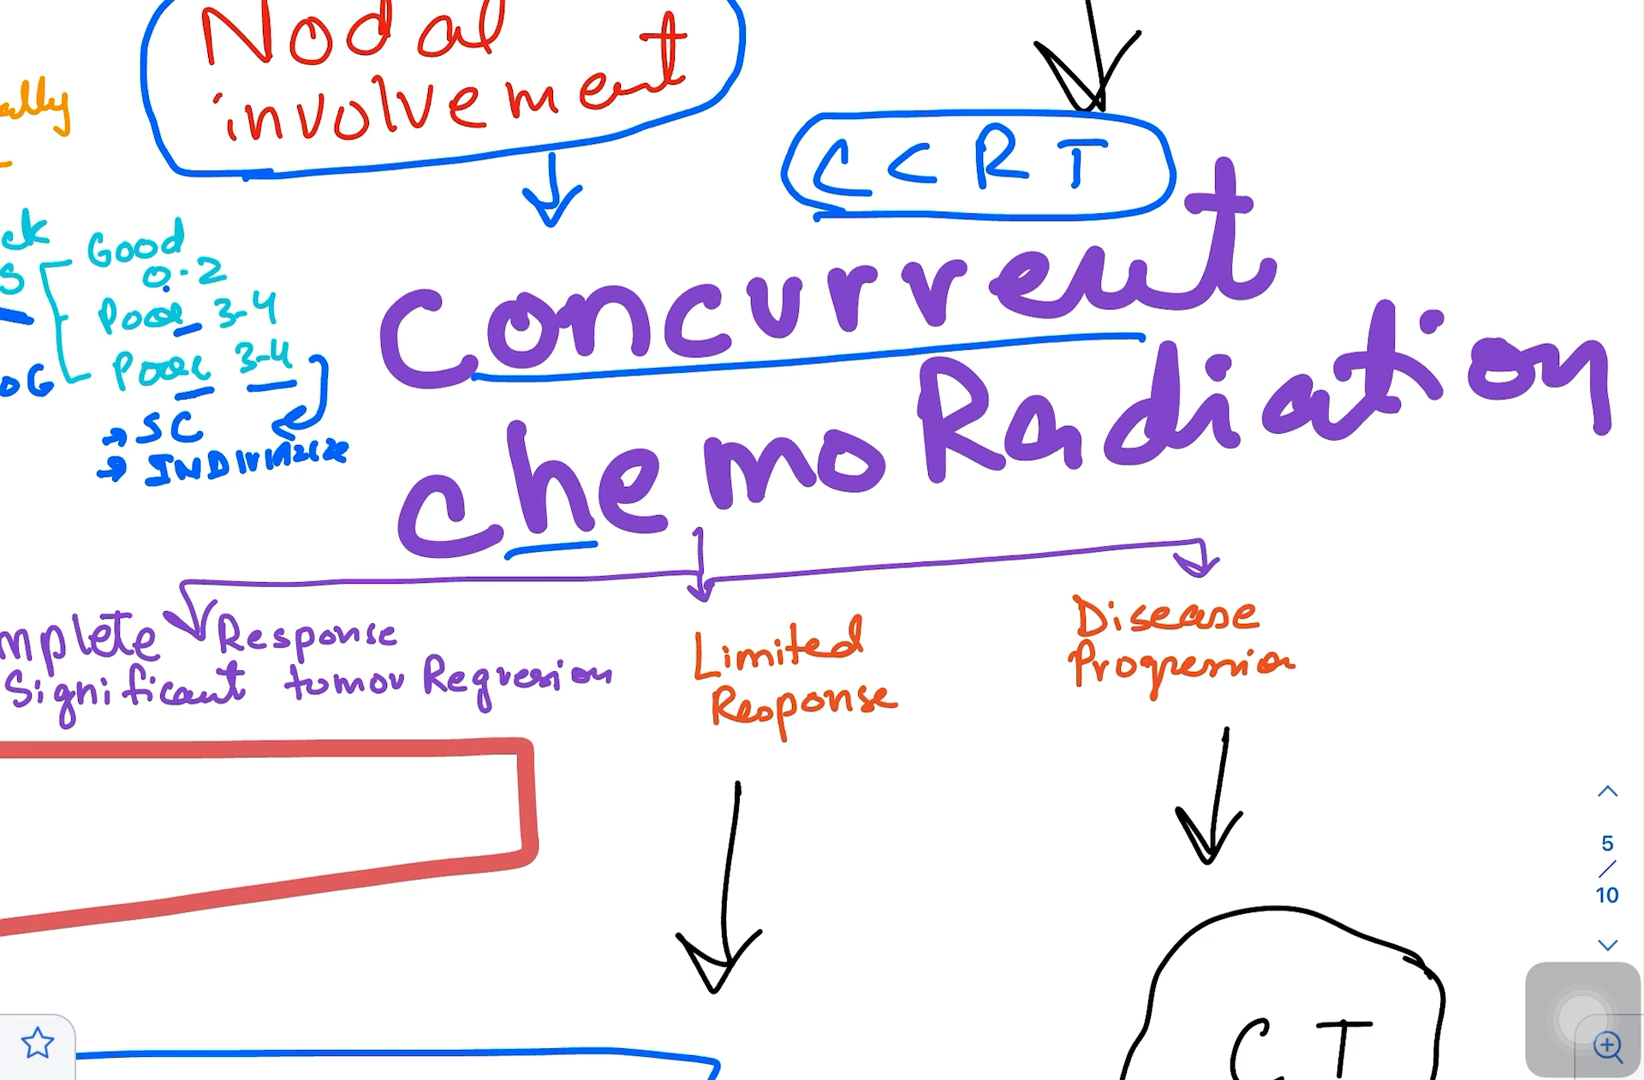 Nodal
involvement
CCRT
Good
0-2
Poor 3-4
Poor 3-4
→ SC
→ INDIVIDUALIZE
Concurrent
chemoRadiation
Response
Significant tumor Regression
Limited
Response
Disease
Progression
CT
5
/
10